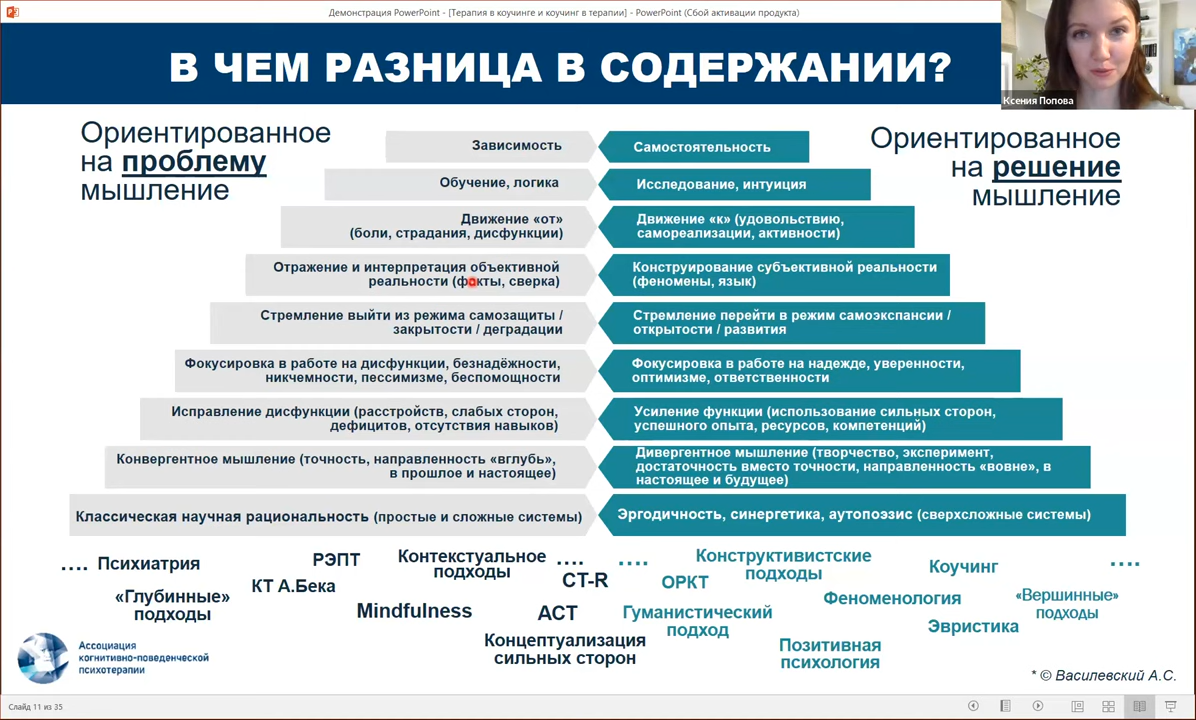 Демонстрация PowerPoint - [Терапия в коучинге и коучинг в терапии] - PowerPoint (Сбой активации продукта)
В ЧЕМ РАЗНИЦА В СОДЕРЖАНИИ?
Ксения Попова
Ориентированное
на проблему
мышление
Ориентированное
на решение
мышление
Зависимость
Самостоятельность
Обучение, логика
Исследование, интуиция
Движение «от»
(боли, страдания, дисфункции)
Движение «к» (удовольствию,
самореализации, активности)
Отражение и интерпретация объективной
реальности (факты, сверка)
Конструирование субъективной реальности
(феномены, язык)
Стремление выйти из режима самозащиты /
закрытости / деградации
Стремление перейти в режим самоэкспансии /
открытости / развития
Фокусировка в работе на дисфункции, безнадёжности,
никчемности, пессимизме, беспомощности
Фокусировка в работе на надежде, уверенности,
оптимизме, ответственности
Исправление дисфункции (расстройств, слабых сторон,
дефицитов, отсутствия навыков)
Усиление функции (использование сильных сторон,
успешного опыта, ресурсов, компетенций)
Конвергентное мышление (точность, направленность «вглубь»,
в прошлое и настоящее)
Дивергентное мышление (творчество, эксперимент,
достаточность вместо точности, направленность «вовне», в
настоящее и будущее)
Классическая научная рациональность (простые и сложные системы)
Эргодичность, синергетика, аутопоэзис (сверхсложные системы)
.... Психиатрия
РЭПТ
Контекстуальное
подходы
....
....
Конструктивистские
подходы
Коучинг
....
КТ А.Бека
CT-R
ОРКТ
«Глубинные»
подходы
Mindfulness
ACT
Гуманистический
подход
Феноменология
«Вершинные»
подходы
Эвристика
Концептуализация
сильных сторон
Позитивная
психология
Ассоциация
когнитивно-поведенческой
психотерапии
* © Василевский А.С.
Слайд 11 из 35